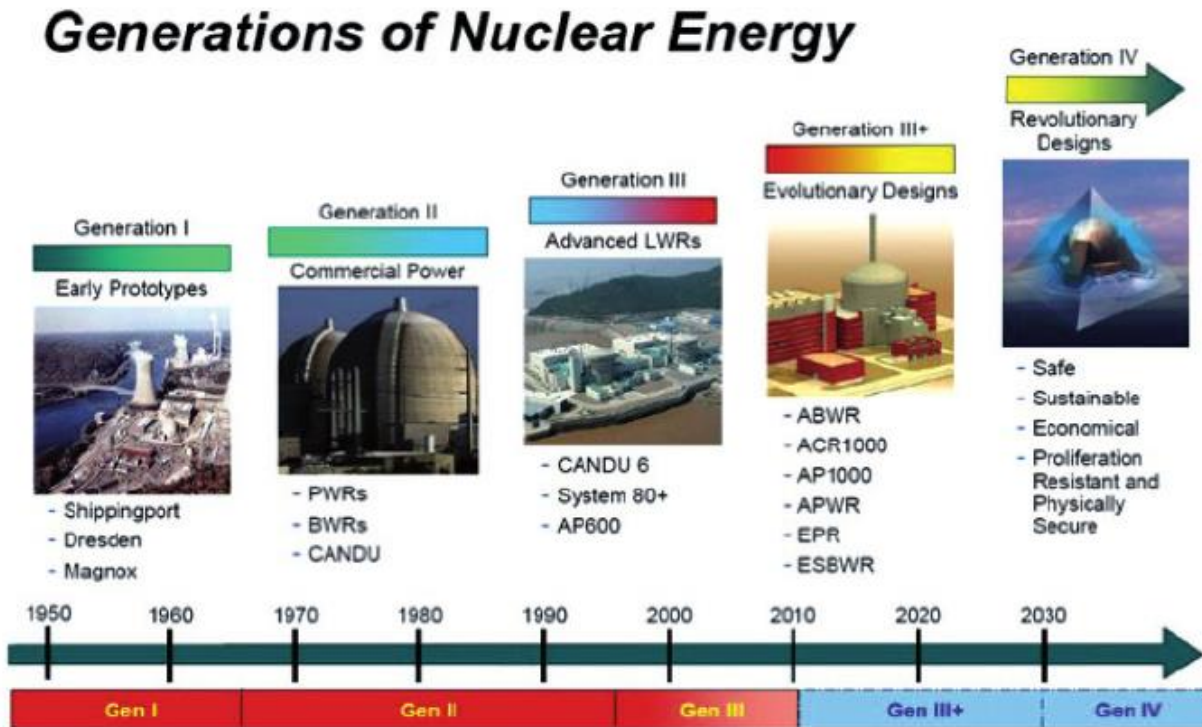 Generations of Nuclear Energy
Generation I
Early Prototypes
- Shippingport
- Dresden
- Magnox
Generation II
Commercial Power
- PWRs
- BWRs
- CANDU
Generation III
Advanced LWRs
- CANDU 6
- System 80+
- AP600
Generation III+
Evolutionary Designs
- ABWR
- ACR1000
- AP1000
- APWR
- EPR
- ESBWR
Generation IV
Revolutionary
Designs
- Safe
- Sustainable
- Economical
- Proliferation
Resistant and
Physically
Secure
1950 1960 1970 1980 1990 2000 2010 2020 2030
Gen I Gen II Gen III Gen III+ Gen IV